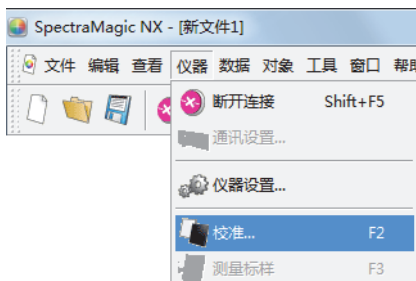 SpectraMagic NX - [新文件1]
文件 编辑 查看 仪器 数据 对象 工具 窗口
断开连接 Shift+F5
通讯设置...
仪器设置...
校准... F2
测量标样 F3